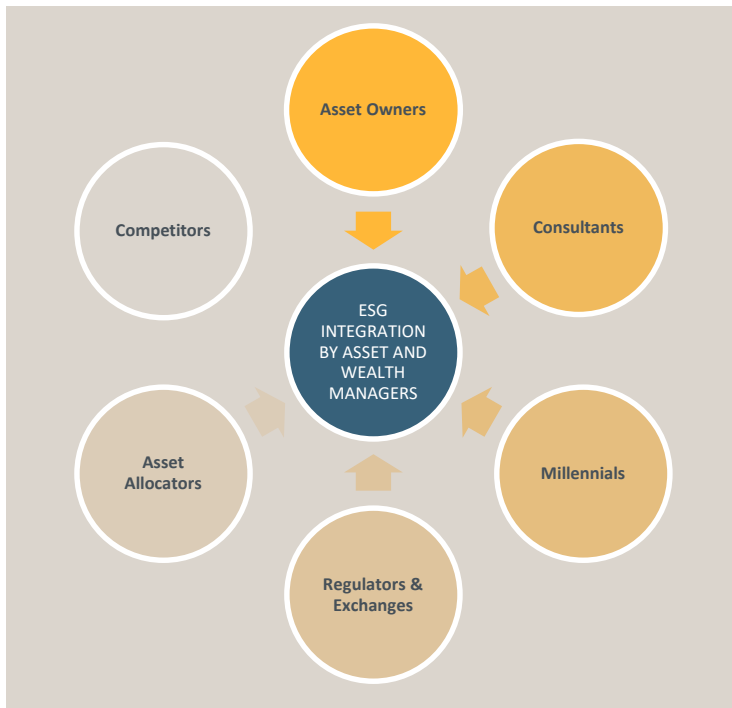 Asset Owners
Consultants
Millennials
Regulators &
Exchanges
Asset
Allocators
Competitors
ESG
INTEGRATION
BY ASSET AND
WEALTH
MANAGERS